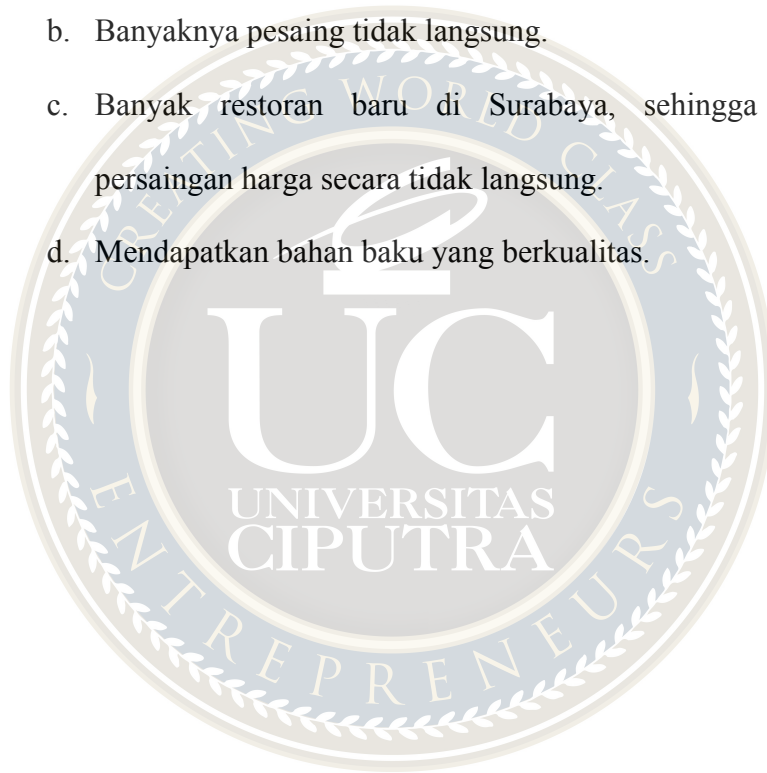 b. Banyaknya pesaing tidak langsung.
c. Banyak restoran baru di Surabaya, sehingga
persaingan harga secara tidak langsung.
d. Mendapatkan bahan baku yang berkualitas.
CREATING WORLD CLASS
UC
UNIVERSITAS
CIPUTRA
ENTREPRENEURS